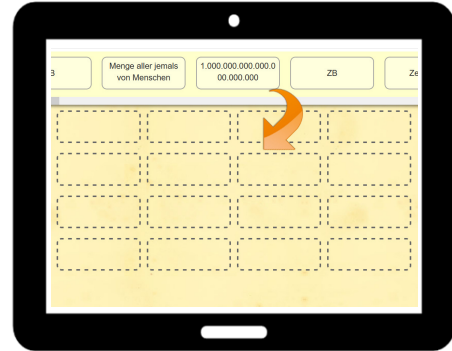 B
Menge aller jemals
von Menschen
1.000.000.000.000.0
00.000.000
ZB
Ze